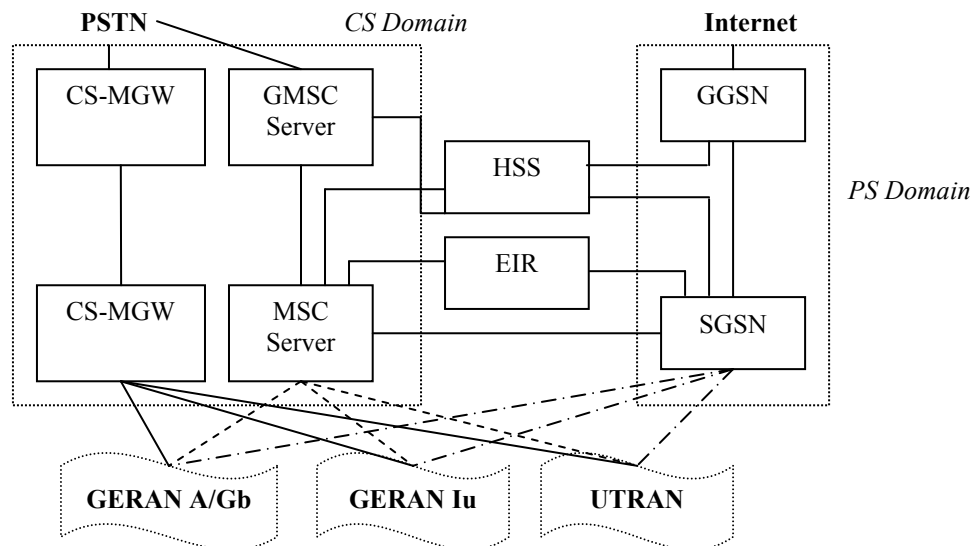 PSTN
CS Domain
Internet
CS-MGW
GMSC
Server
GGSN
HSS
PS Domain
EIR
CS-MGW
MSC
Server
SGSN
GERAN A/Gb
GERAN Iu
UTRAN